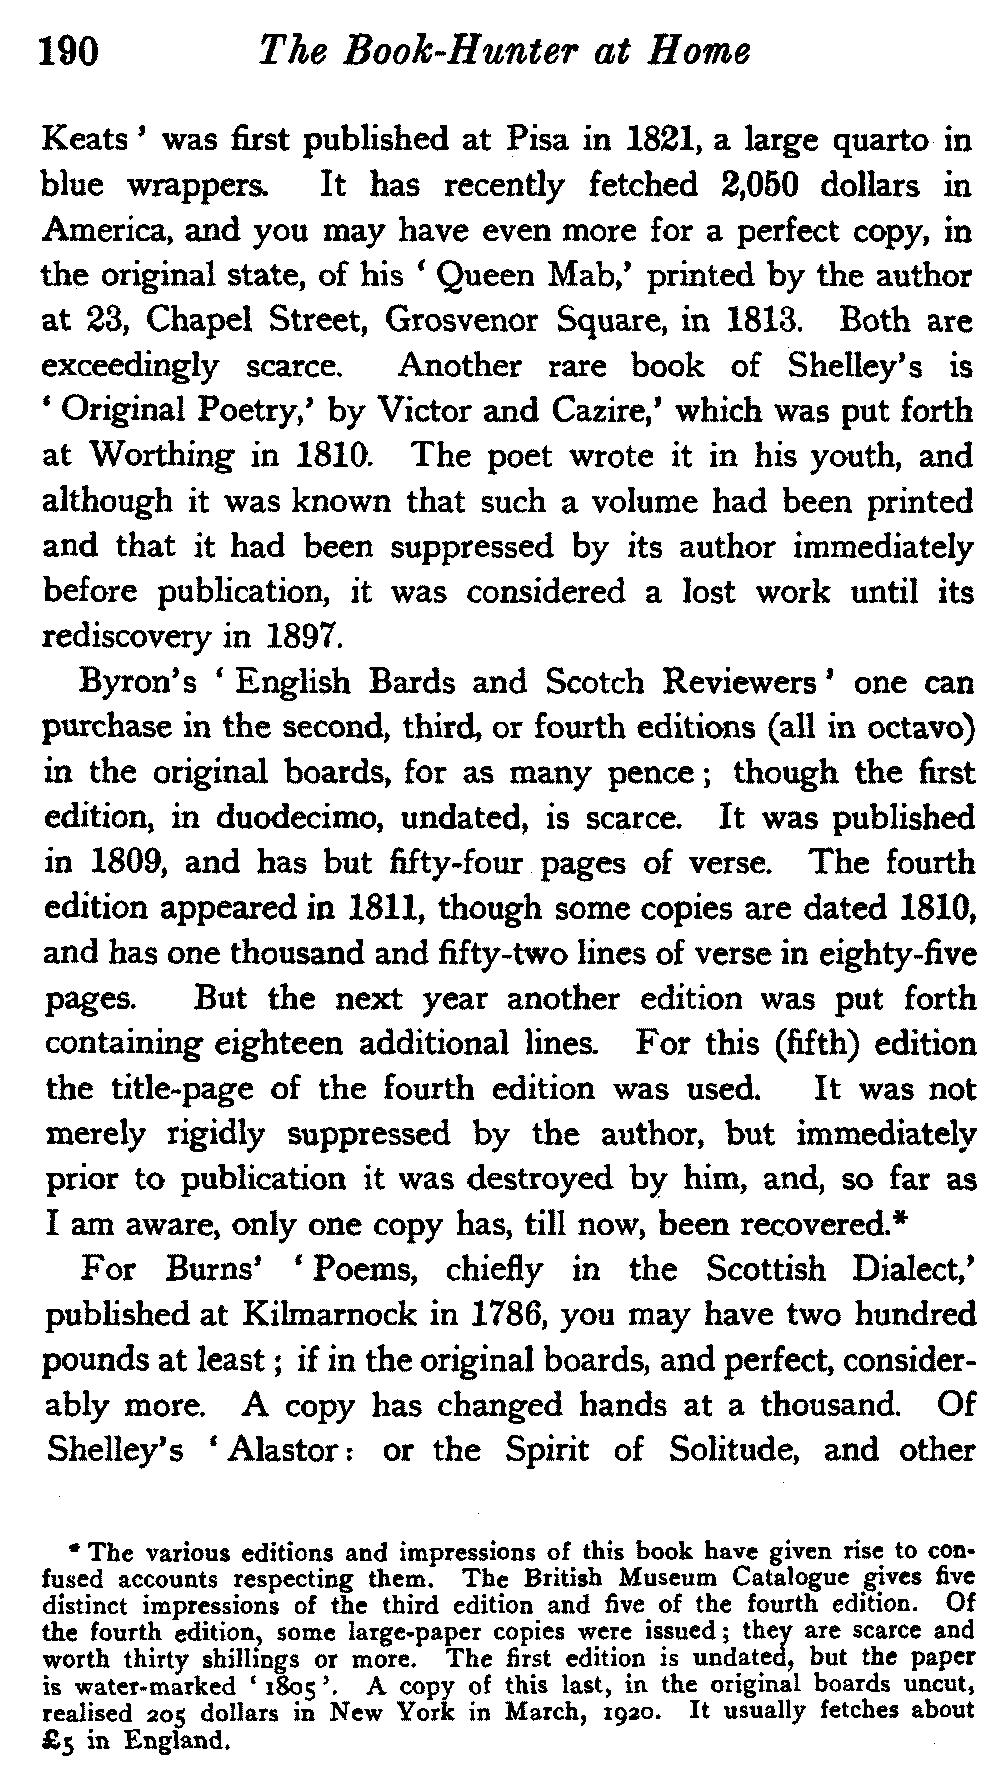 190 The Book-Hunter at Home
Keats ’ was first published at Pisa in 1821, a large quarto in
blue wrappers. It has recently fetched 2,050 dollars in
America, and you may have even more for a perfect copy, in
the original state, of his ‘ Queen Mab,’ printed by the author
at 23, Chapel Street, Grosvenor Square, in 1813. Both are
exceedingly scarce. Another rare book of Shelley’s is
‘ Original Poetry,’ by Victor and Cazire,’ which was put forth
at Worthing in 1810. The poet wrote it in his youth, and
although it was known that such a volume had been printed
and that it had been suppressed by its author immediately
before publication, it was considered a lost work until its
rediscovery in 1897.
Byron’s ‘ English Bards and Scotch Reviewers ’ one can
purchase in the second, third, or fourth editions (all in octavo)
in the original boards, for as many pence ; though the first
edition, in duodecimo, undated, is scarce. It was published
in 1809, and has but fifty-four pages of verse. The fourth
edition appeared in 1811, though some copies are dated 1810,
and has one thousand and fifty-two lines of verse in eighty-five
pages. But the next year another edition was put forth
containing eighteen additional lines. For this (fifth) edition
the title-page of the fourth edition was used. It was not
merely rigidly suppressed by the author, but immediately
prior to publication it was destroyed by him, and, so far as
I am aware, only one copy has, till now, been recovered.*
For Burns’ ‘ Poems, chiefly in the Scottish Dialect,’
published at Kilmarnock in 1786, you may have two hundred
pounds at least ; if in the original boards, and perfect, consider-
ably more. A copy has changed hands at a thousand. Of
Shelley’s ‘ Alastor : or the Spirit of Solitude, and other
* The various editions and impressions of this book have given rise to con-
fused accounts respecting them. The British Museum Catalogue gives five
distinct impressions of the third edition and five of the fourth edition. Of
the fourth edition, some large-paper copies were issued ; they are scarce and
worth thirty shillings or more. The first edition is undated, but the paper
is water-marked ‘ 1805 ’. A copy of this last, in the original boards uncut,
realised 205 dollars in New York in March, 1920. It usually fetches about
£5 in England.